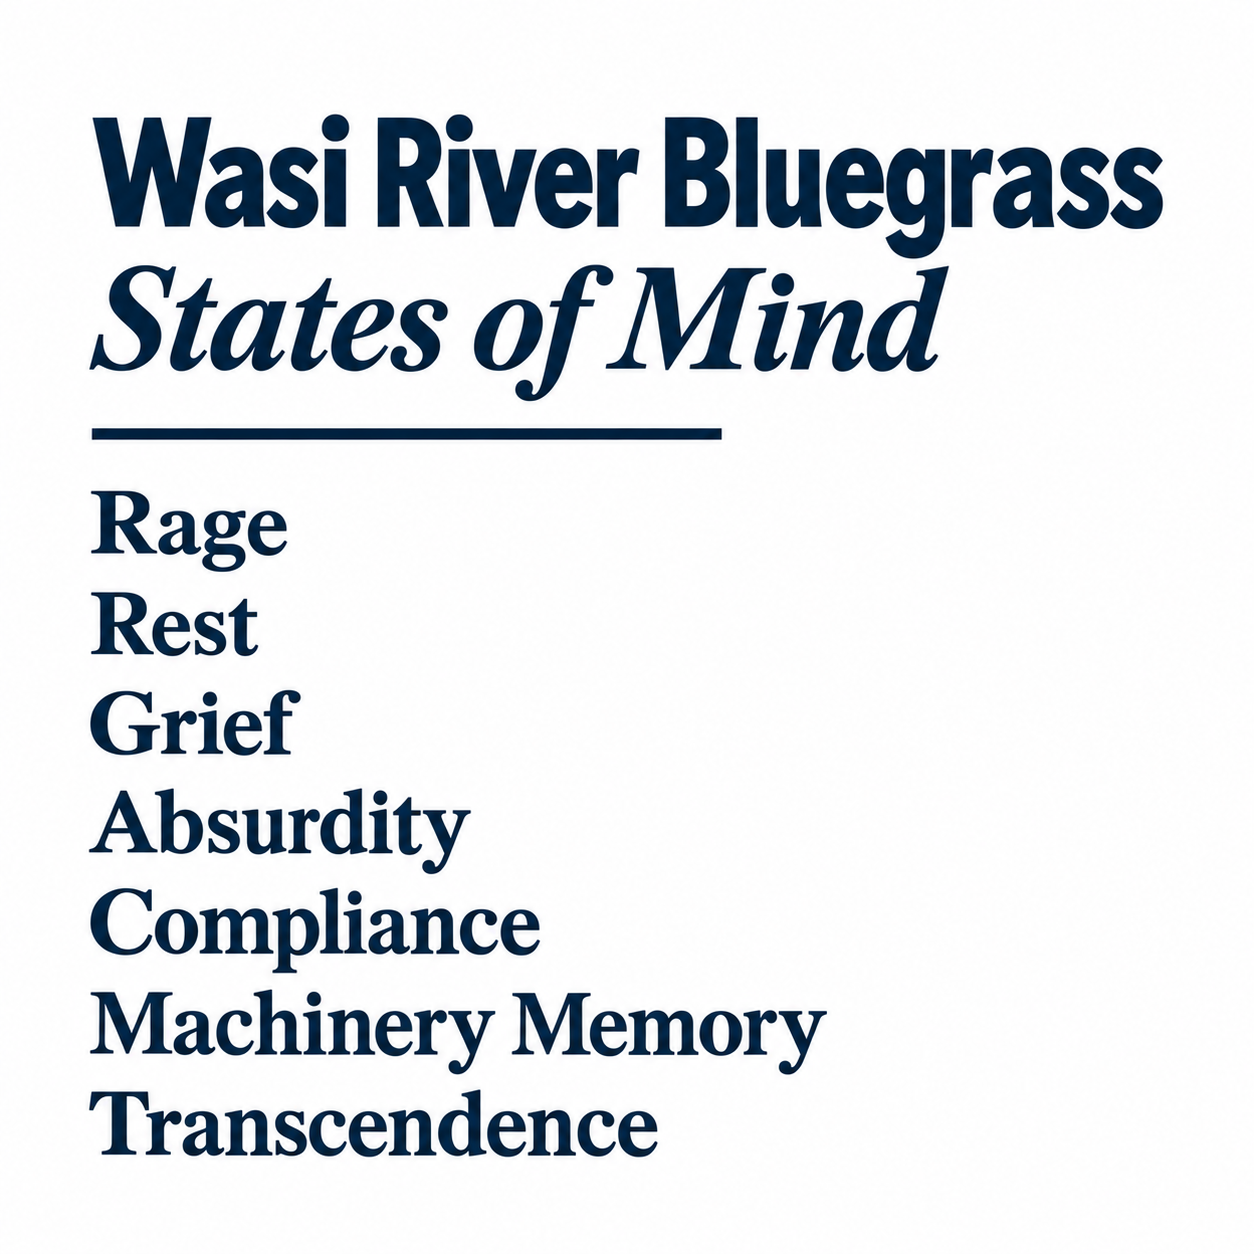 Wasi River Bluegrass
States of Mind
Rage
Rest
Grief
Absurdity
Compliance
Machinery Memory
Transcendence